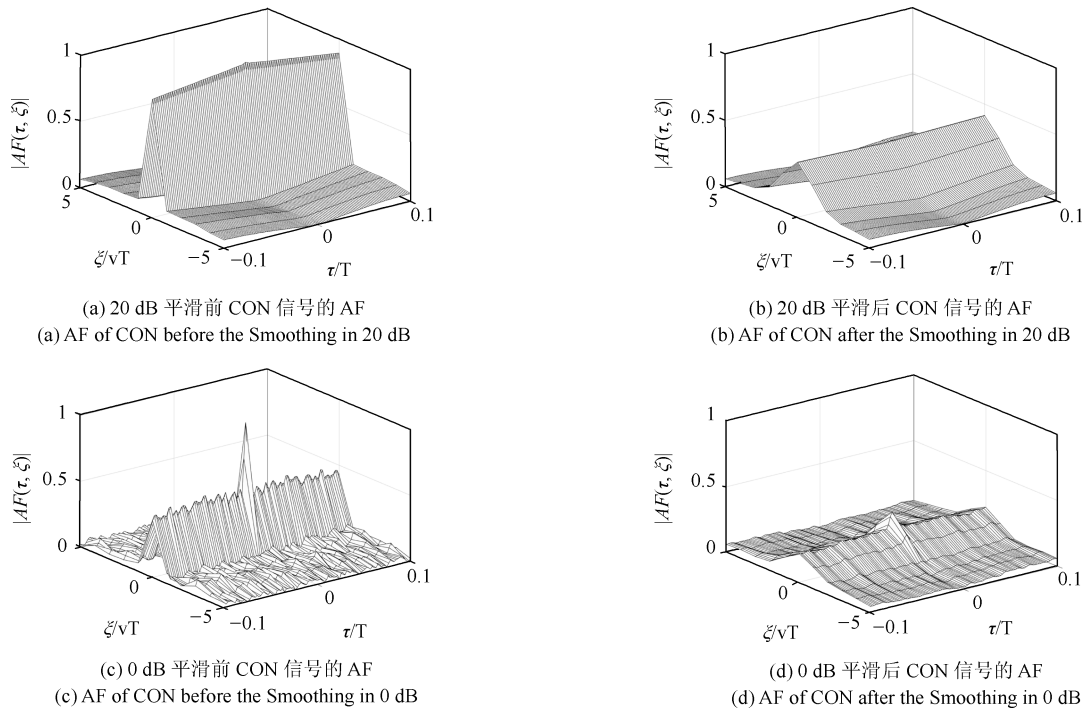 1
0.5
0
|AF(τ, ξ)|
5
0
−5
ξ/vT
−0.1
0
0.1
τ/T
(a) 20 dB 平滑前 CON 信号的 AF
(a) AF of CON before the Smoothing in 20 dB
1
0.5
0
|AF(τ, ξ)|
5
0
−5
ξ/vT
−0.1
0
0.1
τ/T
(b) 20 dB 平滑后 CON 信号的 AF
(b) AF of CON after the Smoothing in 20 dB
1
0.5
0
|AF(τ, ξ)|
0
−5
ξ/vT
−0.1
0
0.1
τ/T
(c) 0 dB 平滑前 CON 信号的 AF
(c) AF of CON before the Smoothing in 0 dB
1
0.5
0
|AF(τ, ξ)|
0
−5
ξ/vT
−0.1
0
0.1
τ/T
(d) 0 dB 平滑后 CON 信号的 AF
(d) AF of CON after the Smoothing in 0 dB